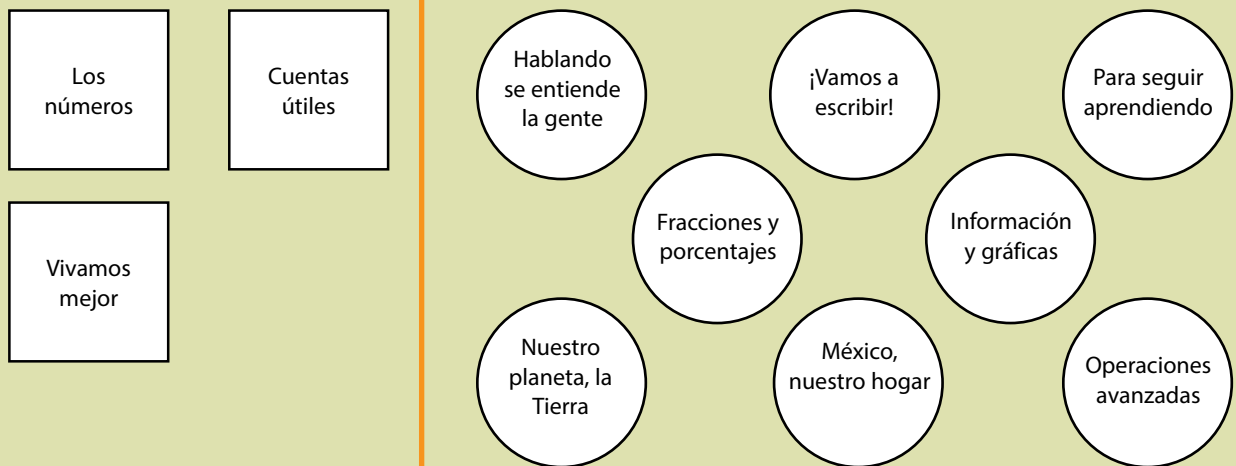 Los
números
Cuentas
útiles
Vivamos
mejor
Hablando
se entiende
la gente
¡Vamos a
escribir!
Para seguir
aprendiendo
Fracciones y
porcentajes
Información
y gráficas
Nuestro
planeta, la
Tierra
México,
nuestro hogar
Operaciones
avanzadas